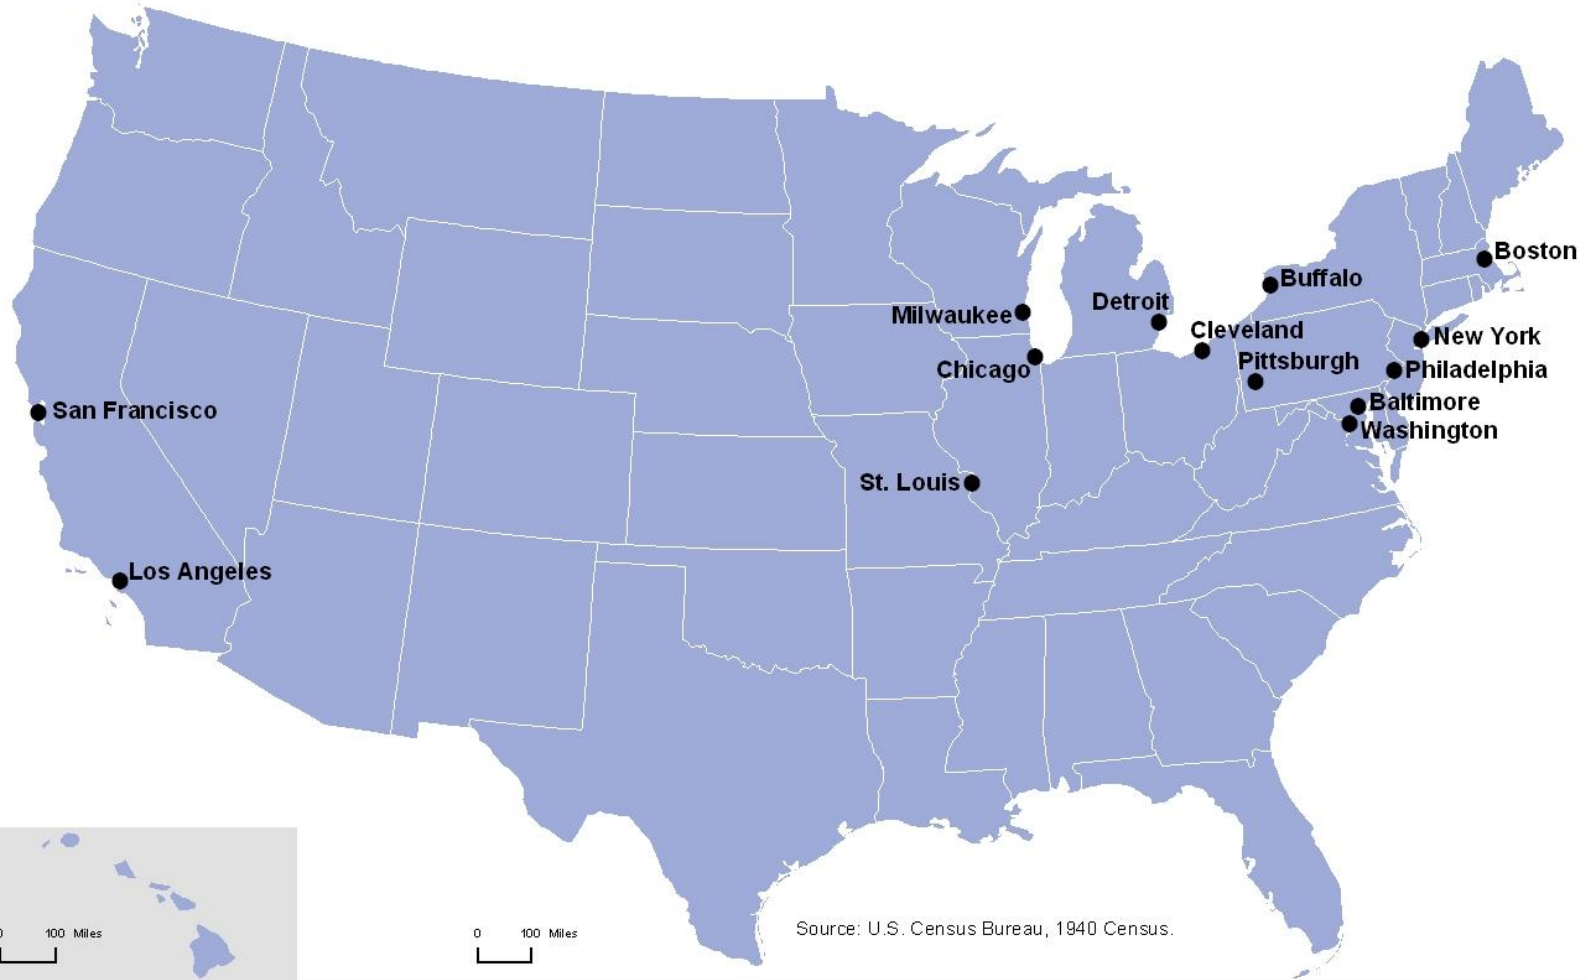 Boston
Buffalo
Detroit
Milwaukee
Cleveland
New York
Pittsburgh
Chicago
Philadelphia
Baltimore
San Francisco
Washington
St. Louis
Los Angeles
0 100 Miles
0 100 Miles
Source: U.S. Census Bureau, 1940 Census.